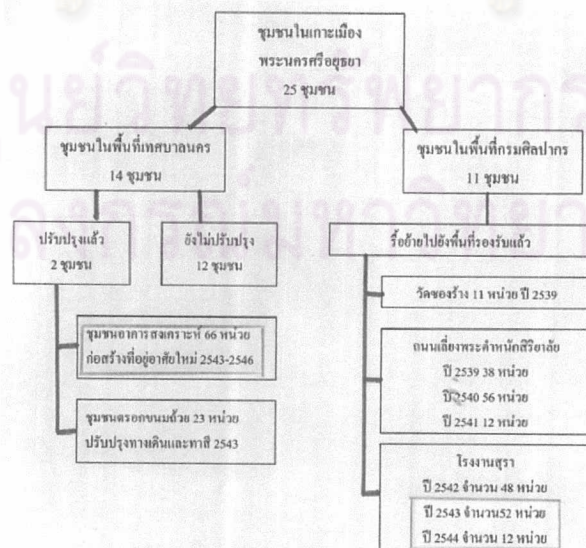 ชุมชนในเกาะเมือง
พระนครศรีอยุธยา
25 ชุมชน
ชุมชนในพื้นที่เทศบาลนคร
14 ชุมชน
ชุมชนในพื้นที่กรมศิลปากร
11 ชุมชน
ปรับปรุงแล้ว
2 ชุมชน
ยังไม่ปรับปรุง
12 ชุมชน
รื้อย้ายไปยังพื้นที่รองรับแล้ว
ชุมชนอาคารสงเคราะห์ 66 หน่วย
ก่อสร้างที่อยู่อาศัยใหม่ 2543-2546
ชุมชนตรอกขนมถ้วย 23 หน่วย
ปรับปรุงทางเดินและทาสี 2543
วัดซองร้าง 11 หน่วย ปี 2539
ถนนเลี่ยงพระตำหนักสิริยาลัย
ปี 2539 38 หน่วย
ปี 2540 56 หน่วย
ปี 2541 12 หน่วย
โรงงานสุรา
ปี 2542 จำนวน 48 หน่วย
ปี 2543 จำนวน52 หน่วย
ปี 2544 จำนวน 12 หน่วย